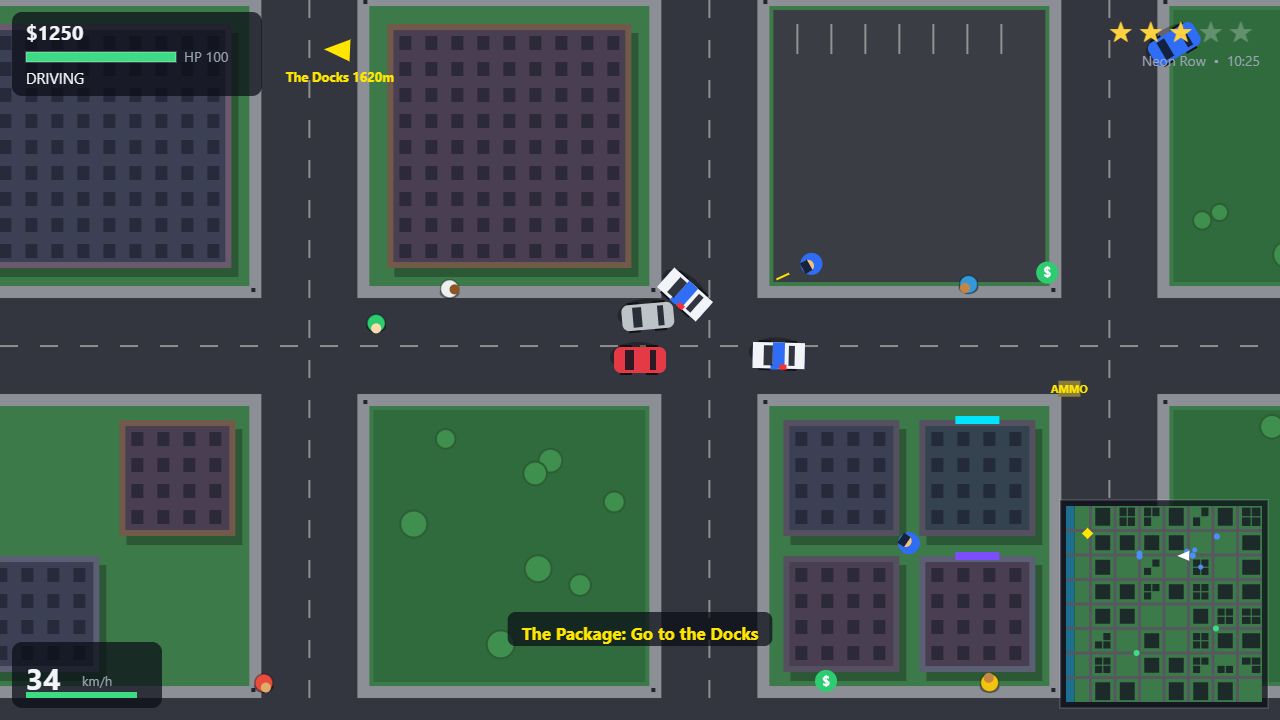 $1250
HP 100
DRIVING
The Docks 1620m
Neon Row • 10:25
$
AMMO
The Package: Go to the Docks
34 km/h
$